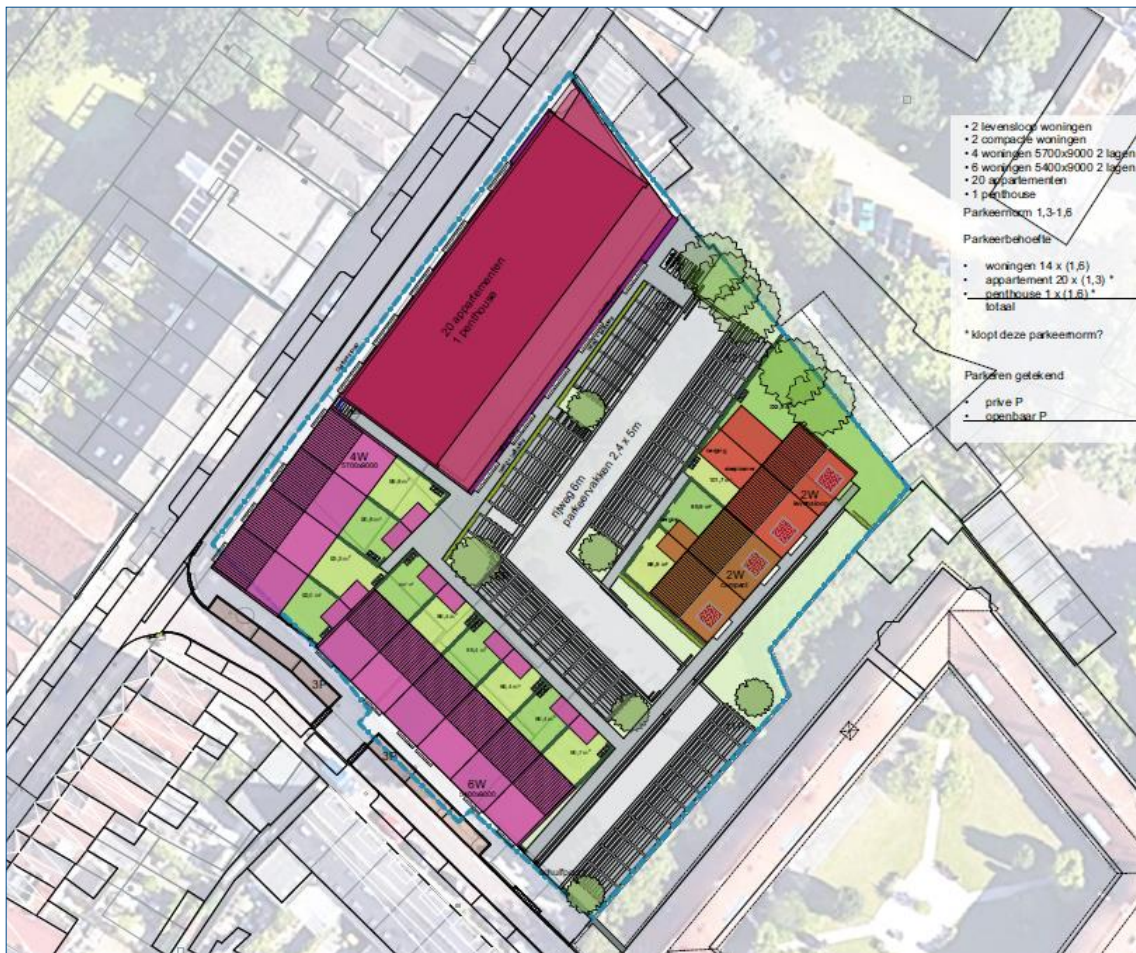 • 2 levensloop woningen
• 2 compacte woningen
• 4 woningen 5700x9000 2 lagen
• 6 woningen 5400x9000 2 lagen
• 20 appartementen
• 1 penthouse
Parkeernorm 1,3-1,6
Parkeerbehoefte
• woningen 14 x (1,6)
• appartement 20 x (1,3) *
• penthouse 1 x (1,6) *
totaal
* klopt deze parkeernorm?
Parkeren getekend
• prive P
• openbaar P
20 appartementen
1 penthouse
rijweg 6m
parkeervakken 2,4 x 5m
4W
5700x9000
2W
2W
compact
3P
3P
6W
5400x9000